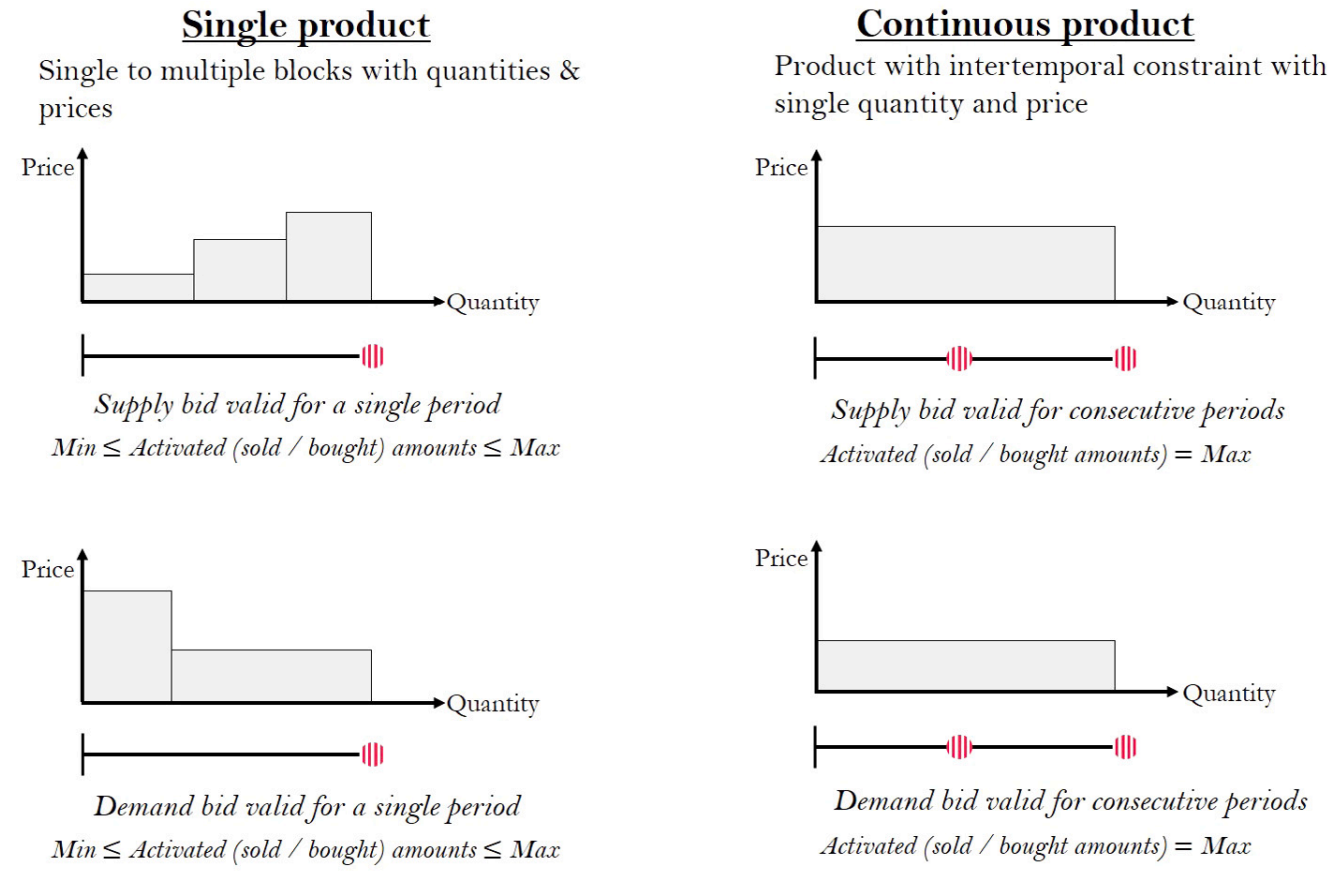 Single product
Single to multiple blocks with quantities &
prices
Price
Quantity
Supply bid valid for a single period
Min ≤ Activated (sold / bought) amounts ≤ Max
Price
Quantity
Demand bid valid for a single period
Min ≤ Activated (sold / bought) amounts ≤ Max
Continuous product
Product with intertemporal constraint with
single quantity and price
Price
Quantity
Supply bid valid for consecutive periods
Activated (sold / bought amounts) = Max
Price
Quantity
Demand bid valid for consecutive periods
Activated (sold / bought amounts) = Max